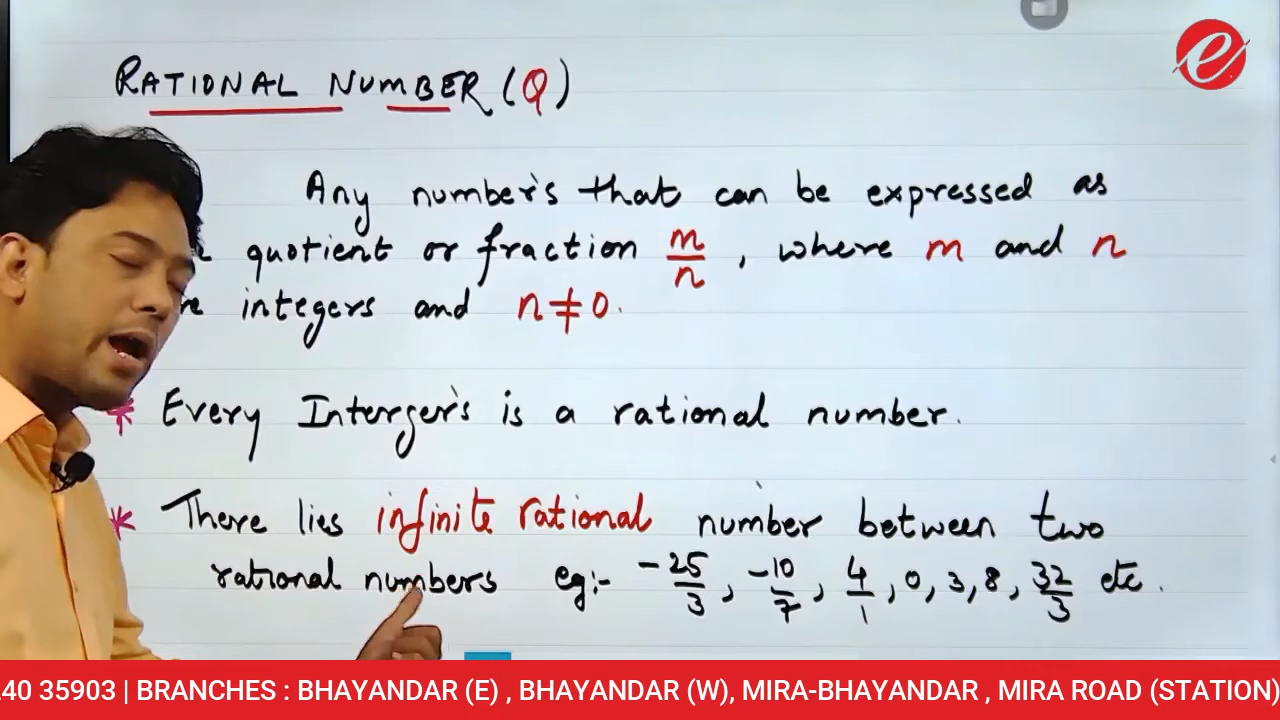 RATIONAL NUMBER (Q)
Any number's that can be expressed as
quotient or fraction m/n , where m and n
integers and n≠0.
* Every Interger's is a rational number.
* There lies infinite rational number between two
rational numbers eg:- -25/3, -10/7, 4/1, 0, 3, 8, 32/3 etc.
40 35903 | BRANCHES : BHAYANDAR (E) , BHAYANDAR (W), MIRA-BHAYANDAR , MIRA ROAD (STATION)